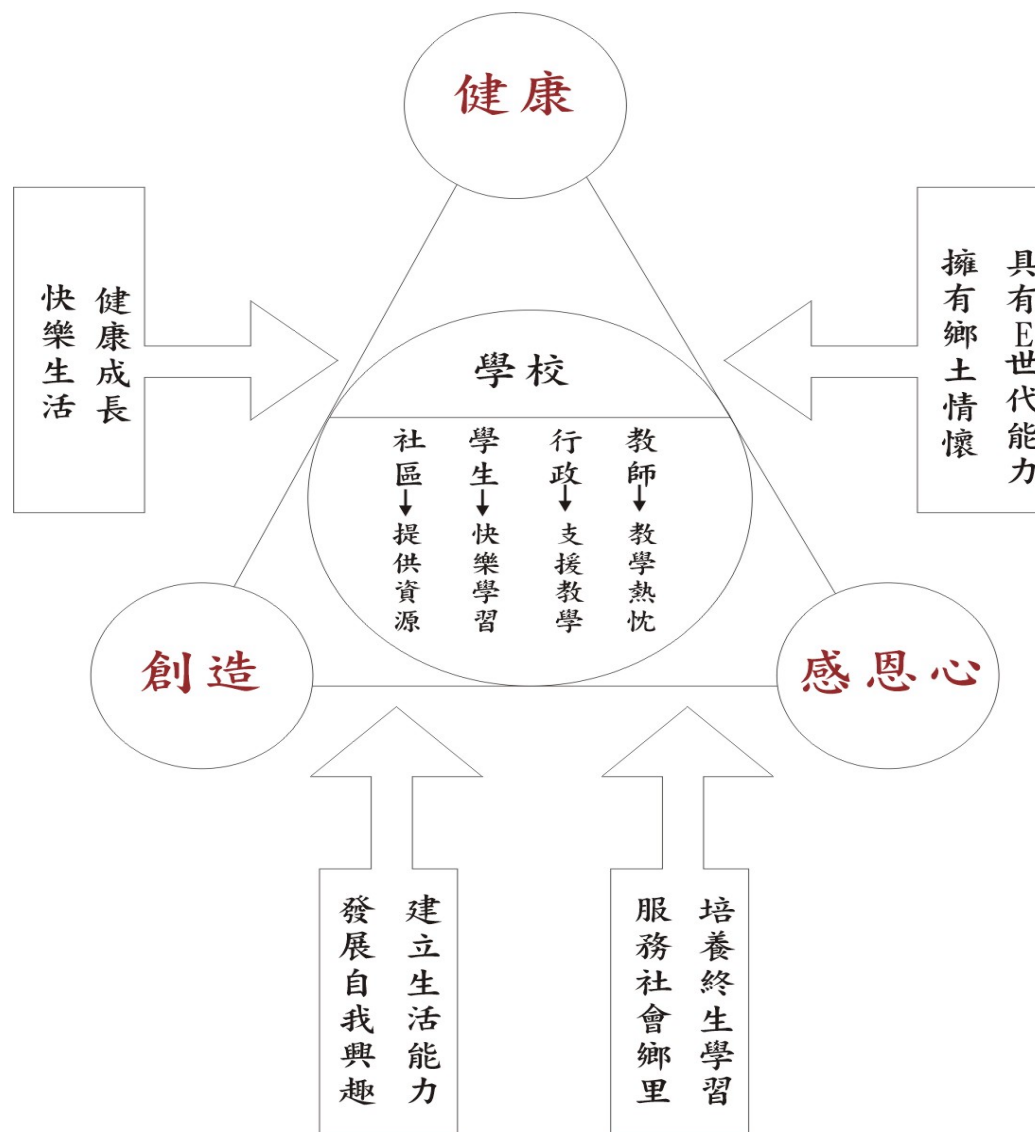 健康
健康成長
快樂生活
具有E世代能力
擁有鄉土情懷
學校
教師→教學熱忱
行政→支援教學
學生→快樂學習
社區→提供資源
創造
感恩心
建立生活能力
發展自我興趣
培養終生學習
服務社會鄉里